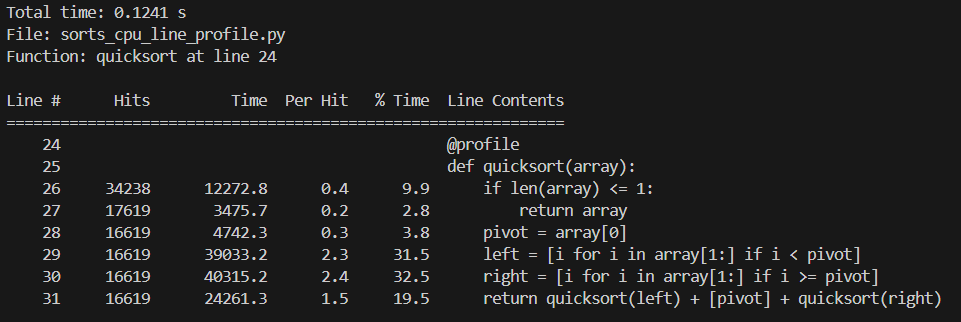 Total time: 0.1241 s
File: sorts_cpu_line_profile.py
Function: quicksort at line 24

Line #      Hits         Time  Per Hit   % Time  Line Contents
==============================================================
    24                                           @profile
    25                                           def quicksort(array):
    26     34238      12272.8      0.4      9.9      if len(array) <= 1:
    27     17619       3475.7      0.2      2.8          return array
    28     16619       4742.3      0.3      3.8      pivot = array[0]
    29     16619      39033.2      2.3     31.5      left = [i for i in array[1:] if i < pivot]
    30     16619      40315.2      2.4     32.5      right = [i for i in array[1:] if i >= pivot]
    31     16619      24261.3      1.5     19.5      return quicksort(left) + [pivot] + quicksort(right)